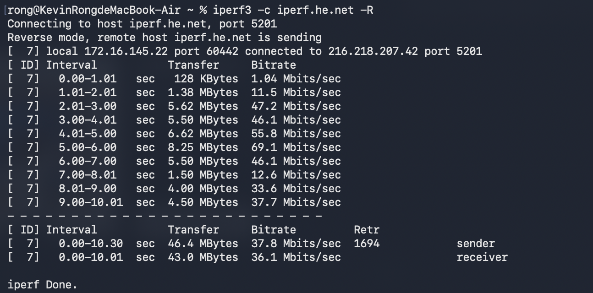 rong@KevinRongdeMacBook-Air ~ % iperf3 -c iperf.he.net -R
Connecting to host iperf.he.net, port 5201
Reverse mode, remote host iperf.he.net is sending
[  7] local 172.16.145.22 port 60442 connected to 216.218.207.42 port 5201
[ ID] Interval           Transfer     Bitrate
[  7]   0.00-1.01   sec   128 KBytes  1.04 Mbits/sec
[  7]   1.01-2.01   sec  1.38 MBytes  11.5 Mbits/sec
[  7]   2.01-3.00   sec  5.62 MBytes  47.2 Mbits/sec
[  7]   3.00-4.01   sec  5.50 MBytes  46.1 Mbits/sec
[  7]   4.01-5.00   sec  6.62 MBytes  55.8 Mbits/sec
[  7]   5.00-6.00   sec  8.25 MBytes  69.1 Mbits/sec
[  7]   6.00-7.00   sec  5.50 MBytes  46.1 Mbits/sec
[  7]   7.00-8.01   sec  1.50 MBytes  12.6 Mbits/sec
[  7]   8.01-9.00   sec  4.00 MBytes  33.6 Mbits/sec
[  7]   9.00-10.01  sec  4.50 MBytes  37.7 Mbits/sec
- - - - - - - - - - - - - - - - - - - - - - - - -
[ ID] Interval           Transfer     Bitrate         Retr
[  7]   0.00-10.30  sec  46.4 MBytes  37.8 Mbits/sec  1694             sender
[  7]   0.00-10.01  sec  43.0 MBytes  36.1 Mbits/sec                  receiver
iperf Done.